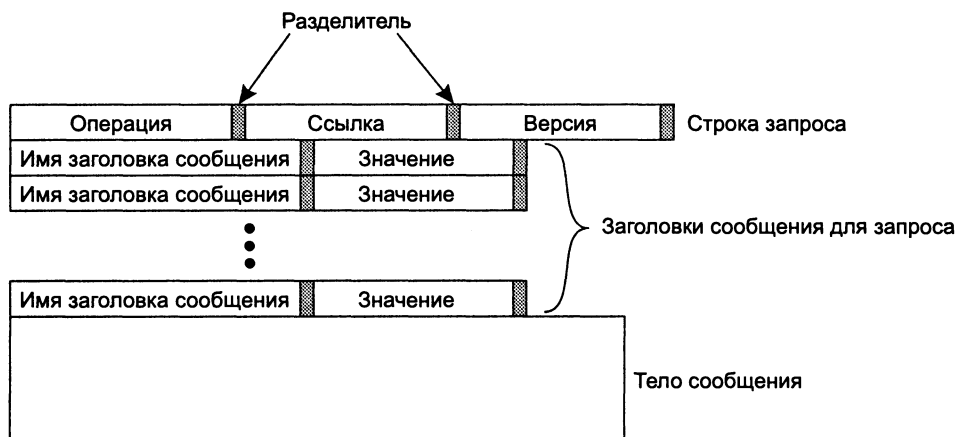 Разделитель
Операция Ссылка Версия Строка запроса
Имя заголовка сообщения Значение
Имя заголовка сообщения Значение
Заголовки сообщения для запроса
Имя заголовка сообщения Значение
Тело сообщения